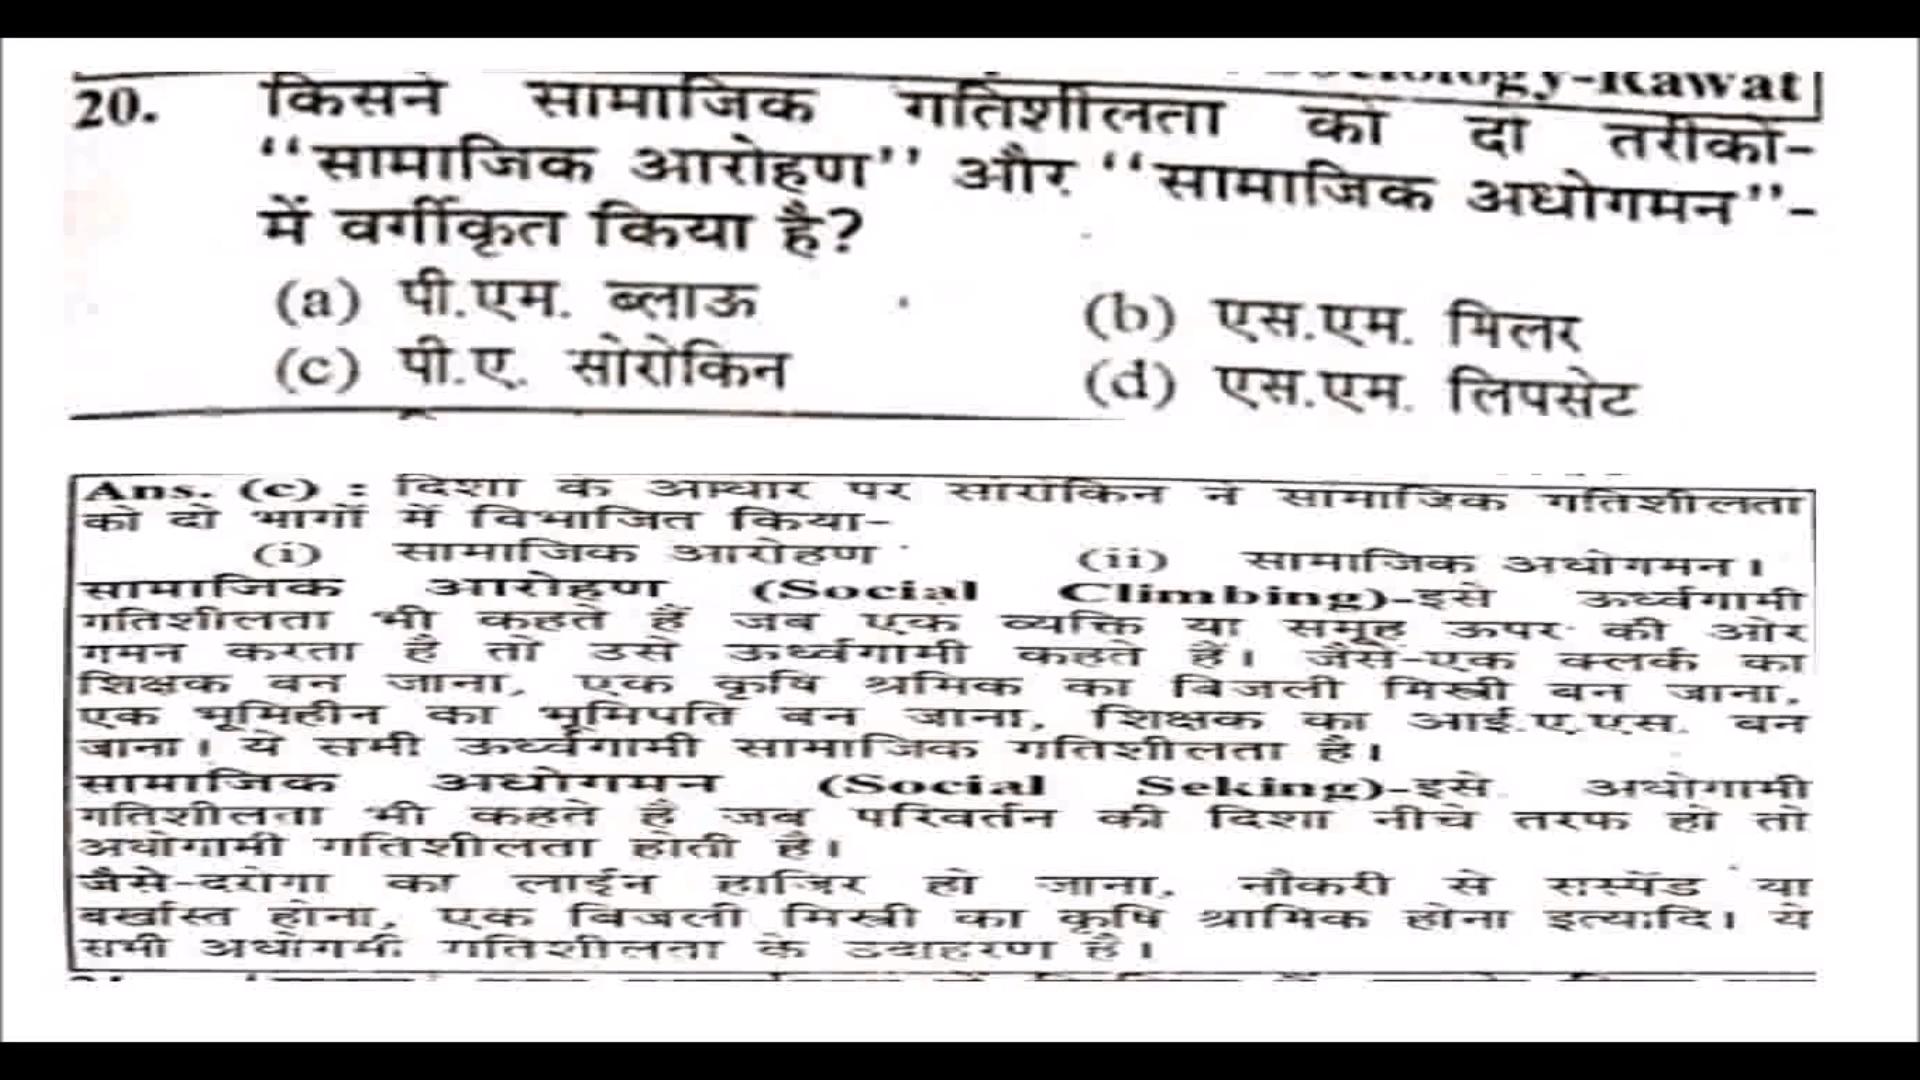 Sociology-Rawat
20. किसने सामाजिक गतिशीलता को दो तरीकों-
‘‘सामाजिक आरोहण’’ और ‘‘सामाजिक अधोगमन’’-
में वर्गीकृत किया है?
(a) पी.एम. ब्लाऊ (b) एस.एम. मिलर
(c) पी.ए. सोरोकिन (d) एस.एम. लिपसेट
Ans. (c) : दिशा के आधार पर सोरोकिन ने सामाजिक गतिशीलता
को दो भागों में विभाजित किया-
(i) सामाजिक आरोहण (ii) सामाजिक अधोगमन।
सामाजिक आरोहण (Social Climbing)-इसे ऊर्ध्वगामी
गतिशीलता भी कहते हैं जब एक व्यक्ति या समूह ऊपर की ओर
गमन करता है तो उसे ऊर्ध्वगामी कहते हैं। जैसे-एक क्लर्क का
शिक्षक बन जाना, एक कृषि श्रमिक का बिजली मिस्त्री बन जाना,
एक भूमिहीन का भूमिपति बन जाना, शिक्षक का आई.ए.एस. बन
जाना। ये सभी ऊर्ध्वगामी सामाजिक गतिशीलता है।
सामाजिक अधोगमन (Social Seking)-इसे अधोगामी
गतिशीलता भी कहते है जब परिवर्तन की दिशा नीचे तरफ हो तो
अधोगामी गतिशीलता होती है।
जैसे-दरोगा का लाईन हाजिर हो जाना, नौकरी से सस्पेंड या
बर्खास्त होना, एक बिजली मिस्त्री का कृषि श्रामिक होना इत्यादि। ये
सभी अधोगमी गतिशीलता के उदाहरण है।